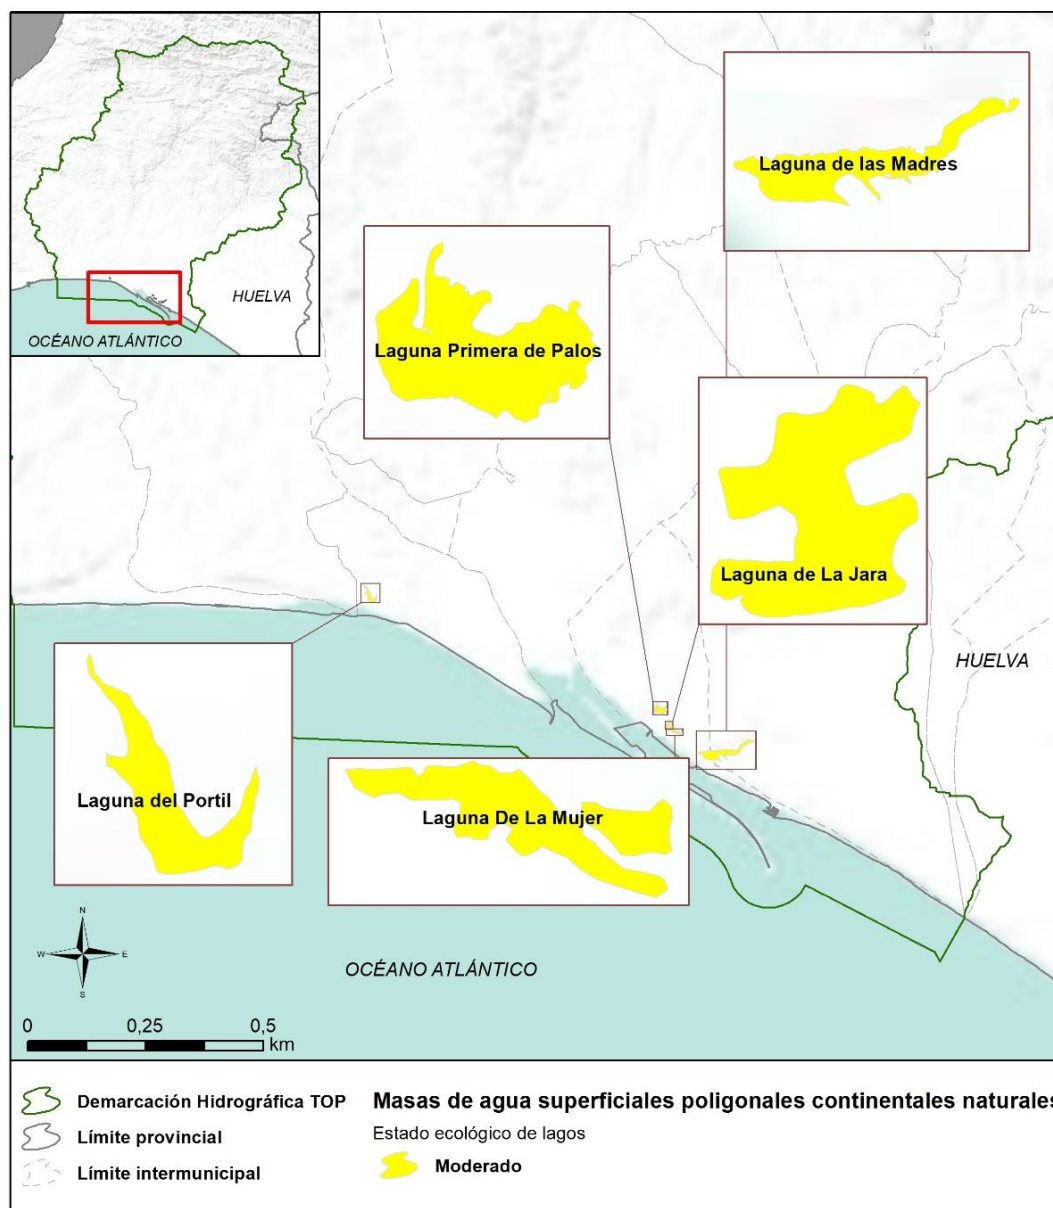 HUELVA
OCÉANO ATLÁNTICO
Laguna de las Madres
Laguna Primera de Palos
Laguna de La Jara
HUELVA
Laguna del Portil
Laguna De La Mujer
OCÉANO ATLÁNTICO
N
W
E
S
0
0,25
0,5
km
Demarcación Hidrográfica TOP
Límite provincial
Límite intermunicipal
Masas de agua superficiales poligonales continentales naturales
Estado ecológico de lagos
Moderado